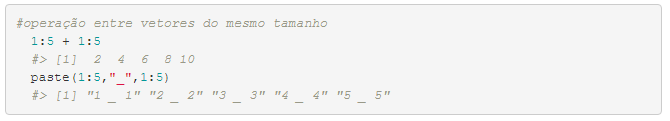 #operação entre vetores do mesmo tamanho
1:5 + 1:5
#> [1]  2  4  6  8 10
paste(1:5,"_",1:5)
#> [1] "1 _ 1" "2 _ 2" "3 _ 3" "4 _ 4" "5 _ 5"